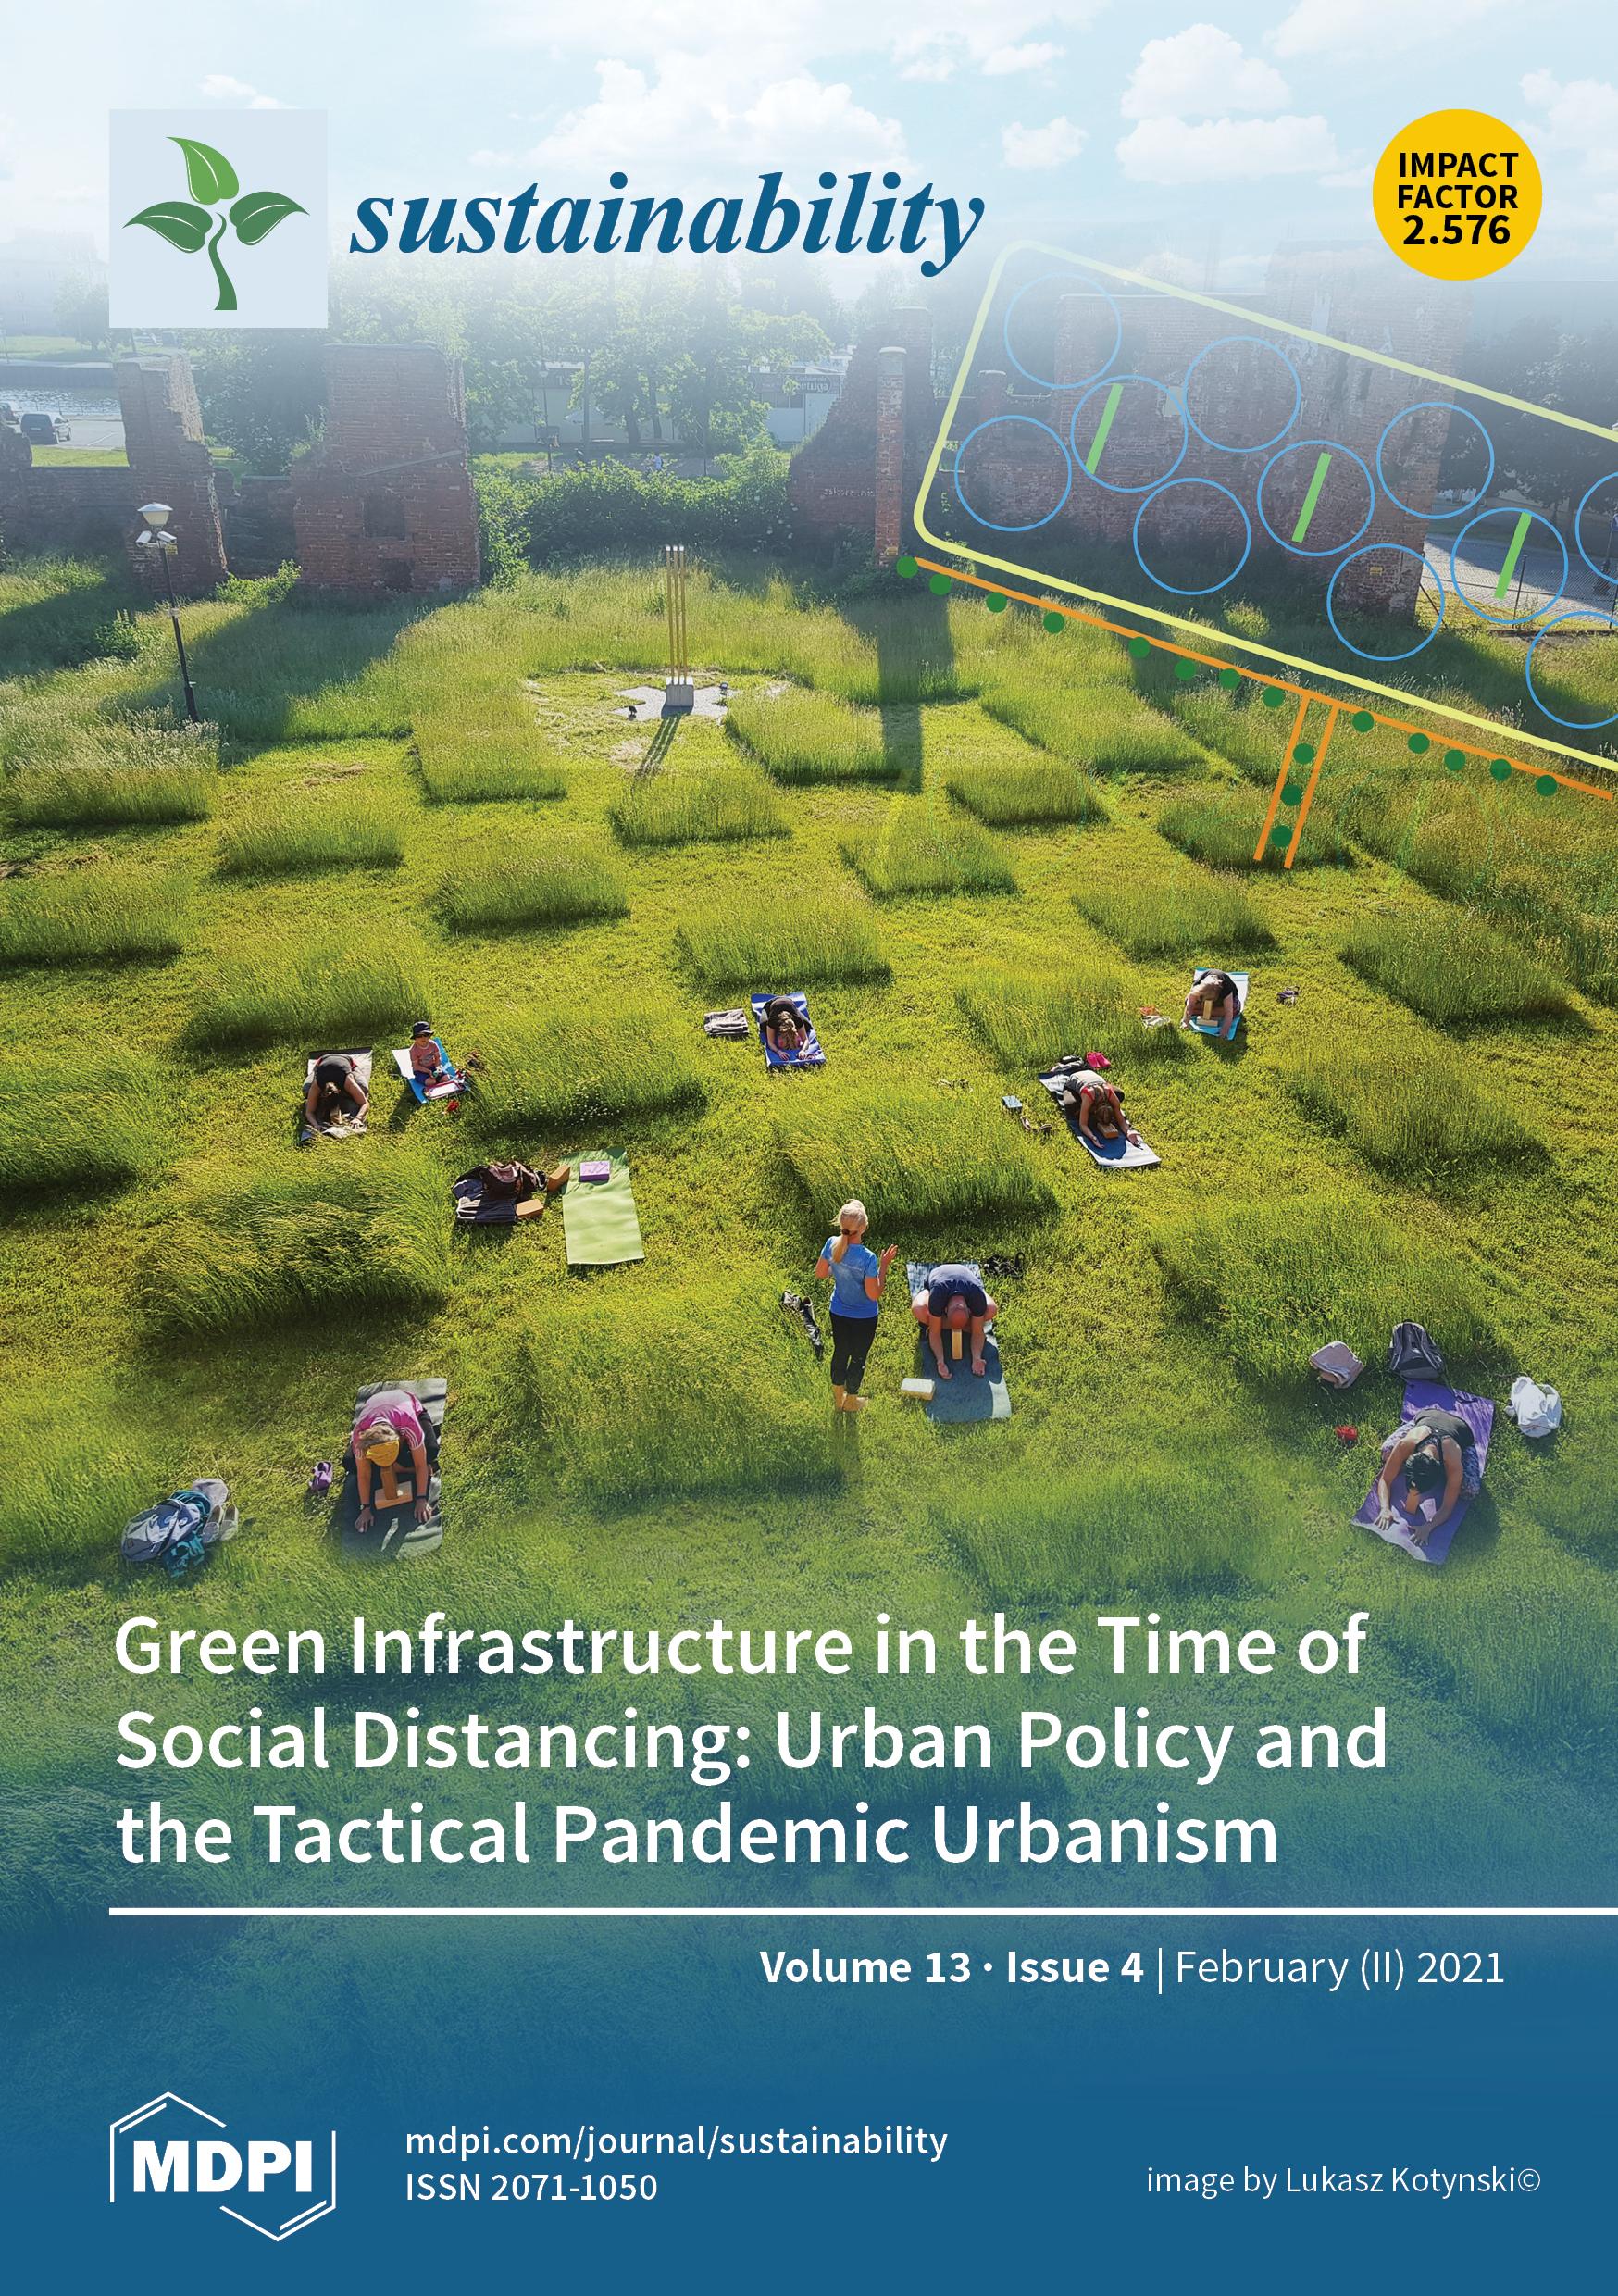 sustainability
IMPACT
FACTOR
2.576
Green Infrastructure in the Time of
Social Distancing: Urban Policy and
the Tactical Pandemic Urbanism
Volume 13 · Issue 4 | February (II) 2021
MDPI
mdpi.com/journal/sustainability
ISSN 2071-1050
image by Lukasz Kotynski©